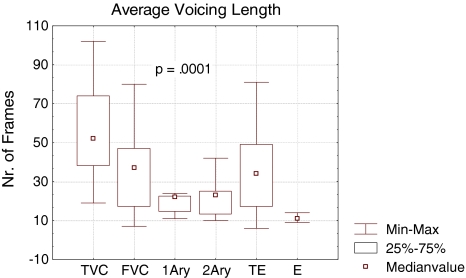 Average Voicing Length
Nr. of Frames
110
90
70
50
30
10
-10
p = .0001
TVC FVC 1Ary 2Ary TE E
Min-Max
25%-75%
Medianvalue